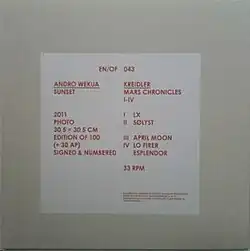 EN/OF 043
ANDRO WEKUA
SUNSET
2011
PHOTO
30.5 × 30.5 CM
EDITION OF 100
(+ 30 AP)
SIGNED & NUMBERED
KREIDLER
MARS CHRONICLES
I-IV
I LX
II SØLYST
III APRIL MOON
IV LO FIRER
ESPLENDOR
33 RPM